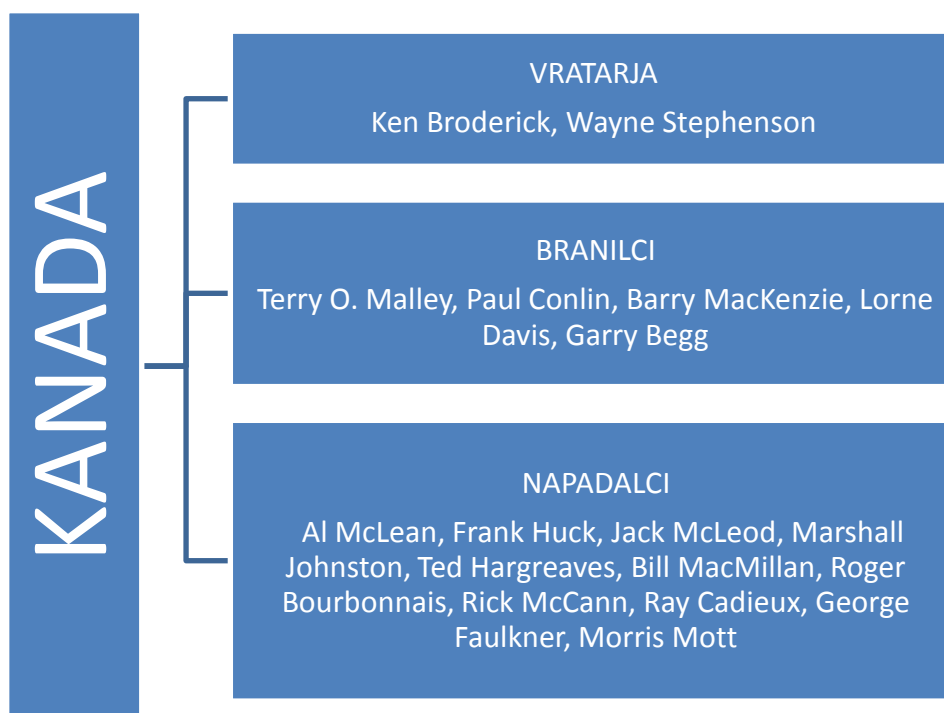 KANADA
VRATARJA
Ken Broderick, Wayne Stephenson
BRANILCI
Terry O. Malley, Paul Conlin, Barry MacKenzie, Lorne
Davis, Garry Begg
NAPADALCI
Al McLean, Frank Huck, Jack McLeod, Marshall
Johnston, Ted Hargreaves, Bill MacMillan, Roger
Bourbonnais, Rick McCann, Ray Cadieux, George
Faulkner, Morris Mott